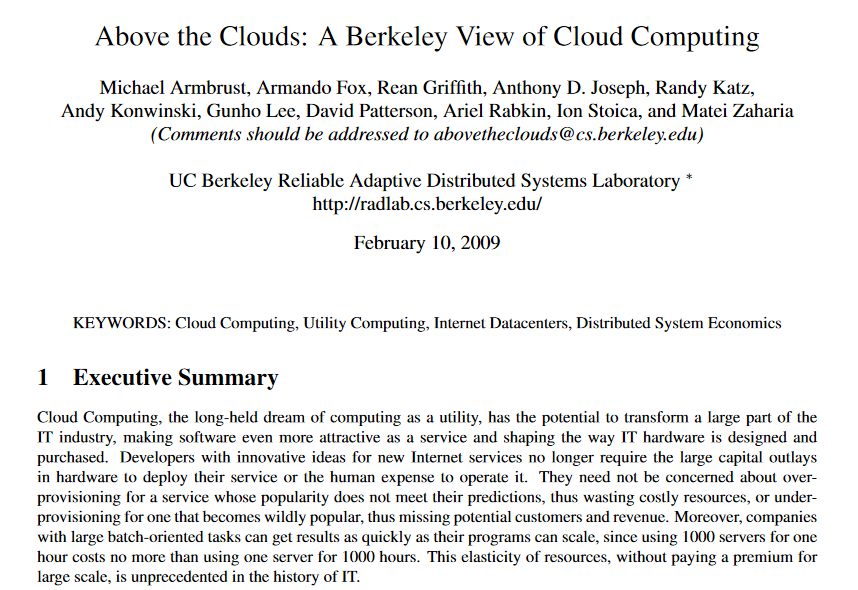 Above the Clouds: A Berkeley View of Cloud Computing
Michael Armbrust, Armando Fox, Rean Griffith, Anthony D. Joseph, Randy Katz,
Andy Konwinski, Gunho Lee, David Patterson, Ariel Rabkin, Ion Stoica, and Matei Zaharia
(Comments should be addressed to abovetheclouds@cs.berkeley.edu)
UC Berkeley Reliable Adaptive Distributed Systems Laboratory *
http://radlab.cs.berkeley.edu/
February 10, 2009
KEYWORDS: Cloud Computing, Utility Computing, Internet Datacenters, Distributed System Economics
1 Executive Summary
Cloud Computing, the long-held dream of computing as a utility, has the potential to transform a large part of the
IT industry, making software even more attractive as a service and shaping the way IT hardware is designed and
purchased. Developers with innovative ideas for new Internet services no longer require the large capital outlays
in hardware to deploy their service or the human expense to operate it. They need not be concerned about over-
provisioning for a service whose popularity does not meet their predictions, thus wasting costly resources, or under-
provisioning for one that becomes wildly popular, thus missing potential customers and revenue. Moreover, companies
with large batch-oriented tasks can get results as quickly as their programs can scale, since using 1000 servers for one
hour costs no more than using one server for 1000 hours. This elasticity of resources, without paying a premium for
large scale, is unprecedented in the history of IT.